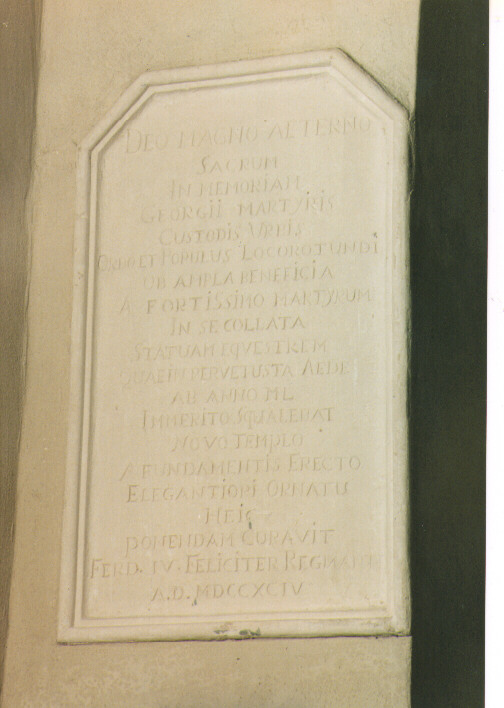 DEO MAGNO AETERNO
SACRUM
IN MEMORIAM
GEORGII MARTYRIS
CUSTODIS VRBIS
ORDO ET POPULUS LOCOROTUNDI
OB AMPLA BENEFICIA
A FORTISSIMO MARTYRUM
IN SE COLLATA
STATUAM EQVESTREM
QUAE IN PERVETUSTA AEDE
AB ANNO ML
IMMERITO SQUALEBAT
NOVO TEMPLO
A FUNDAMENTIS ERECTO
ELEGANTIORI ORNATU
HEIC
PONENDAM CURAVIT
FERD. IV. FELICITER REGNANTE
A.D. MDCCXCIV